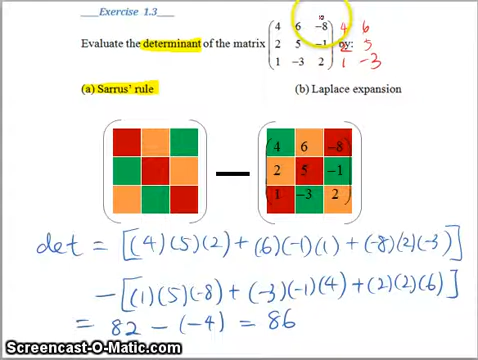 Exercise 1.3
Evaluate the determinant of the matrix ( 4 6 −8 ; 2 5 −1 ; 1 −3 2 ) by:
4 6
2 5
1 −3
(a) Sarrus' rule (b) Laplace expansion
−
4 6 −8
2 5 −1
1 −3 2
det = [(4)(5)(2) + (6)(-1)(1) + (-8)(2)(-3)]
- [(1)(5)(-8) + (-3)(-1)(4) + (2)(2)(6)]
= 82 - (-4) = 86
Screencast-O-Matic.com